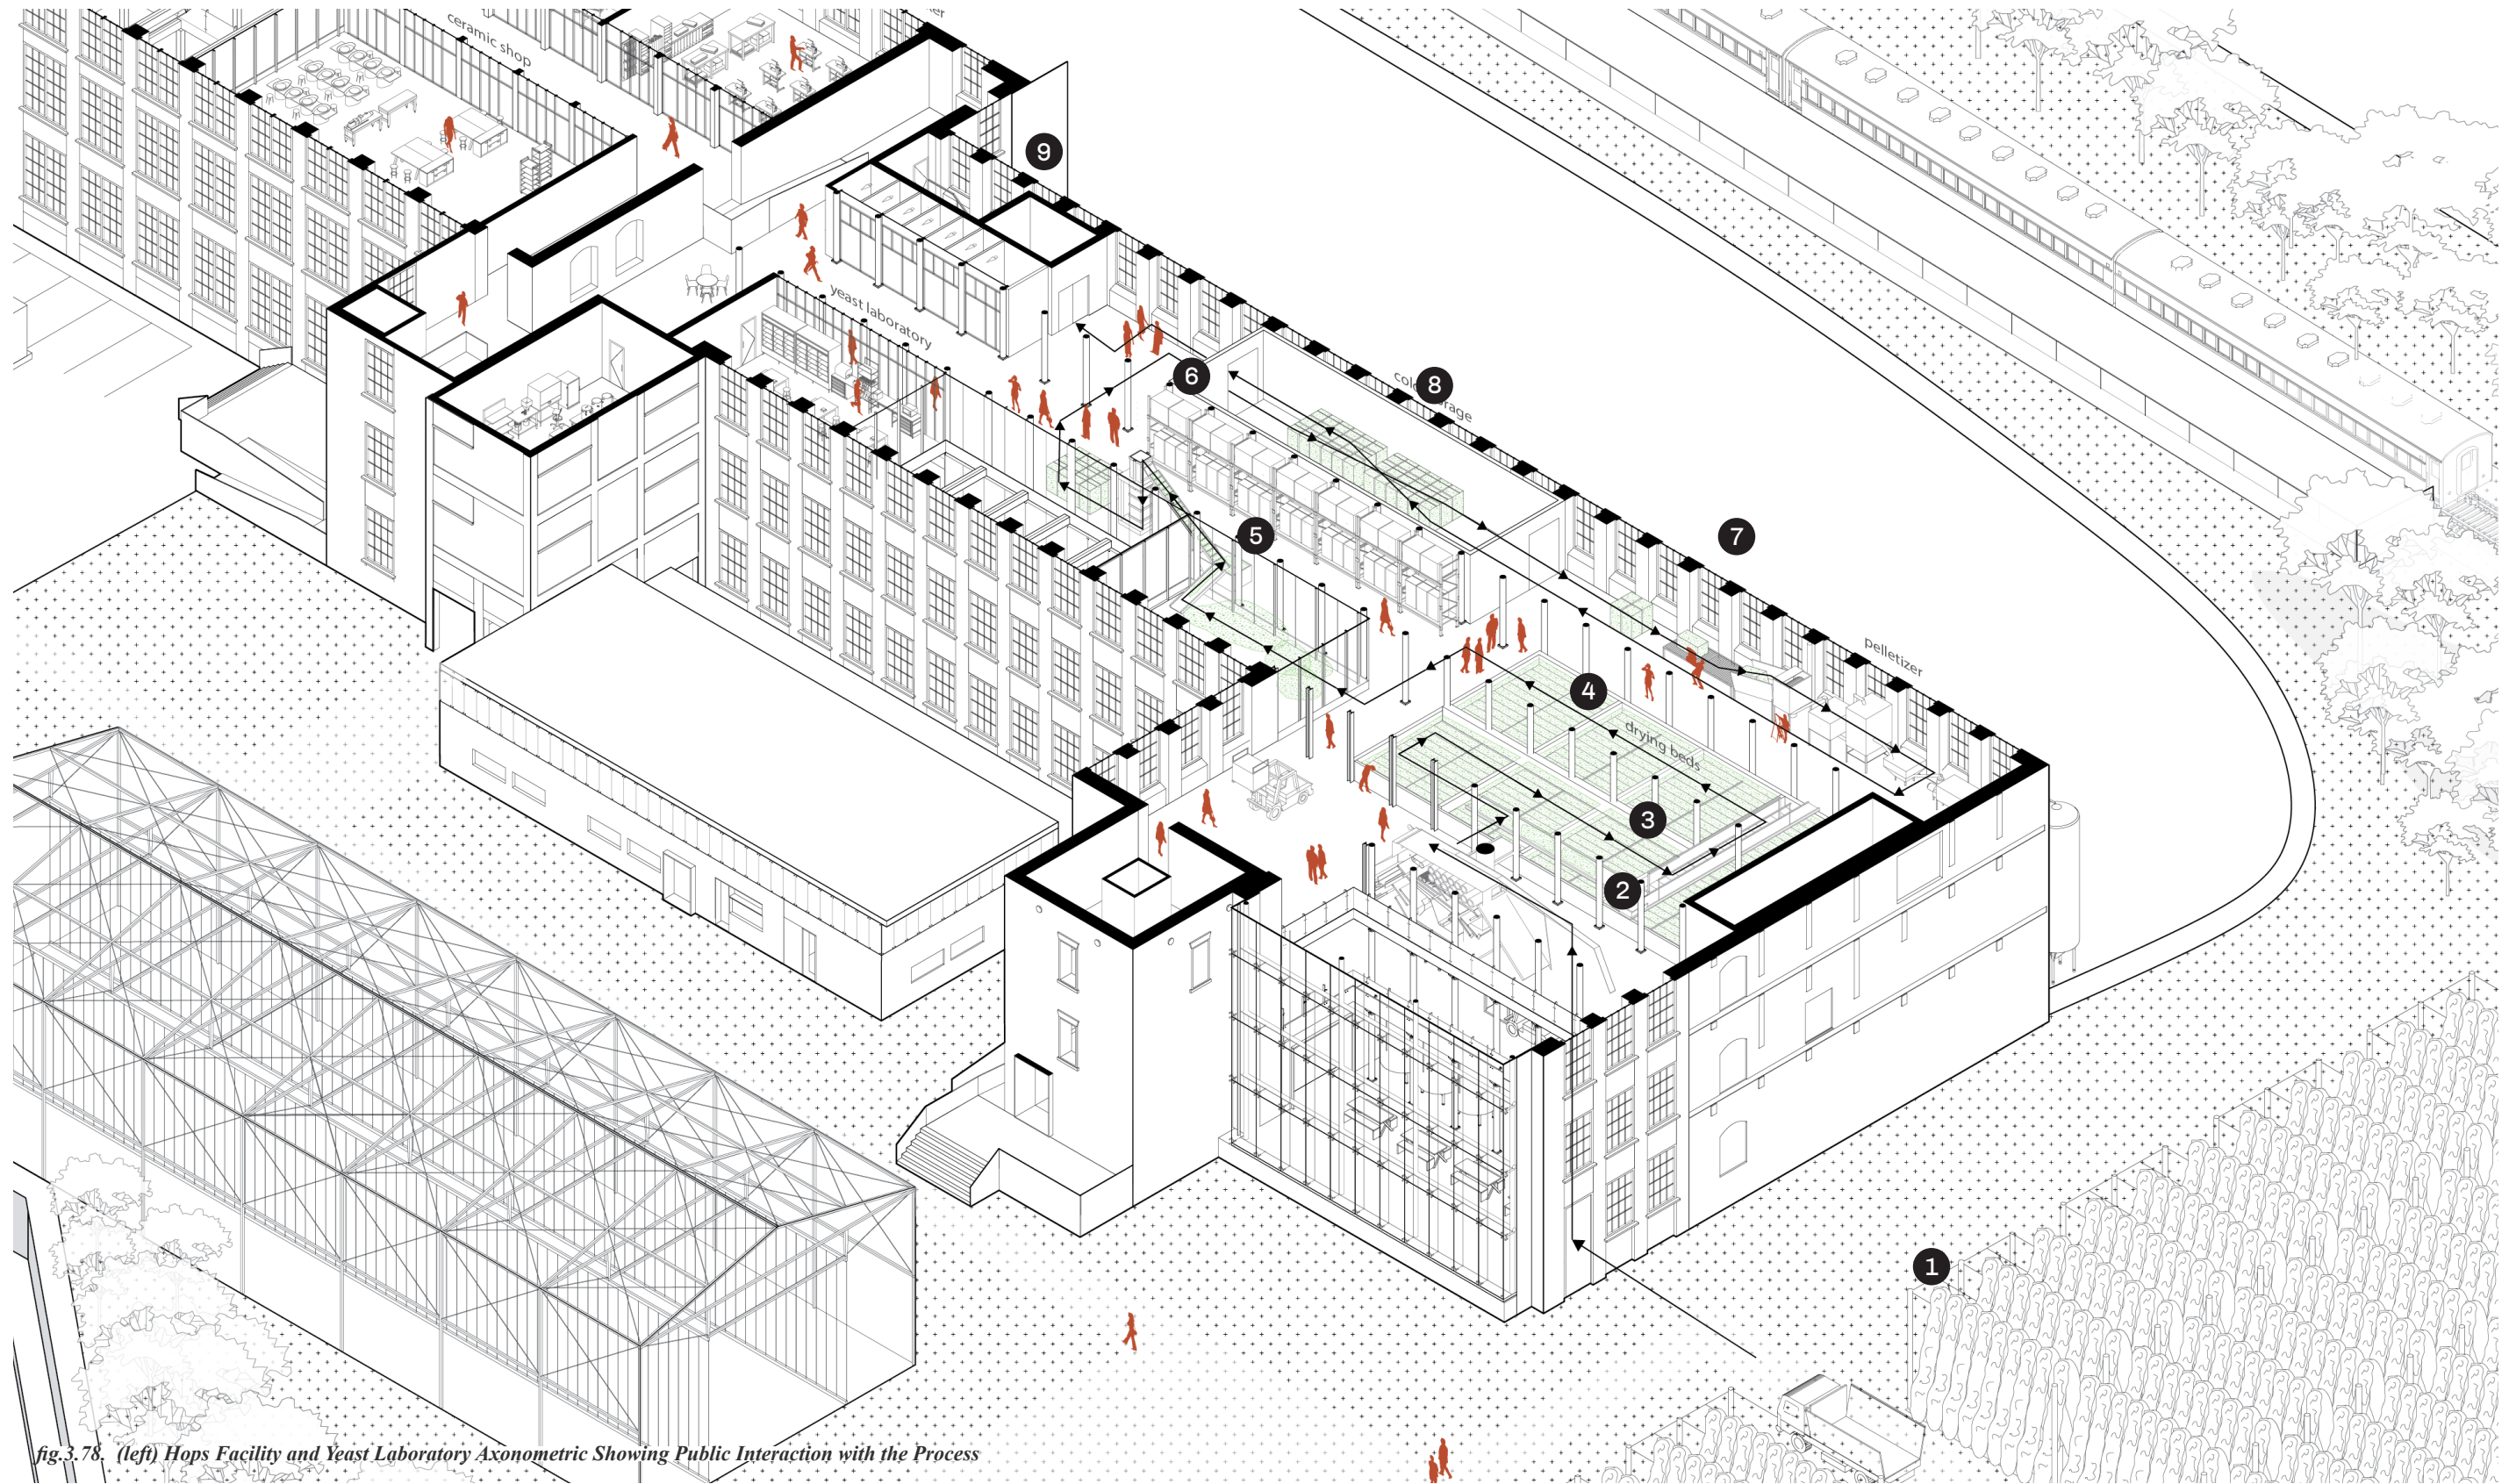 ceramic shop
9
yeast laboratory
6
8
7
5
pelletizer
4
drying beds
3
2
1
fig.3.78. (left) Hops Facility and Yeast Laboratory Axonometric Showing Public Interaction with the Process